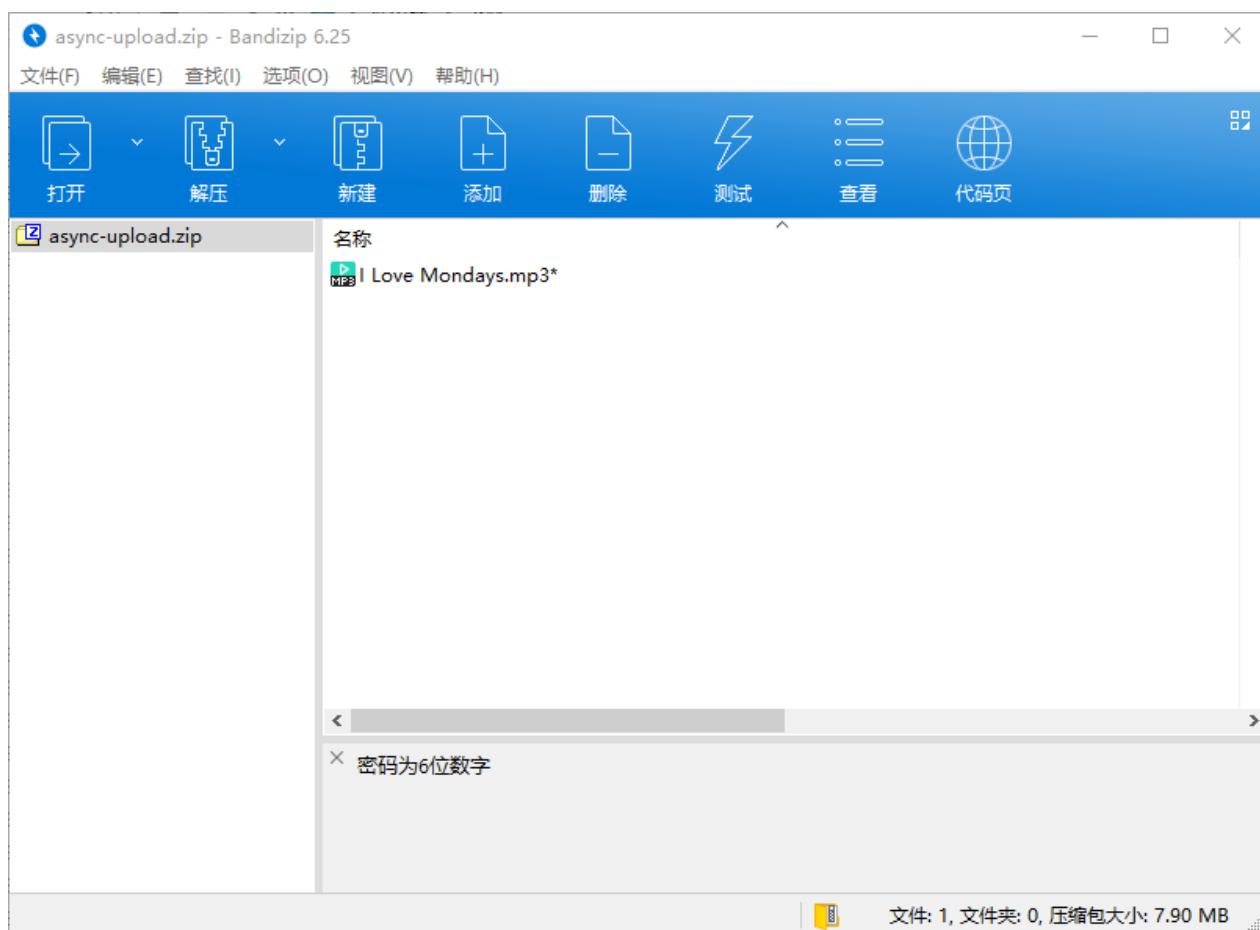 async-upload.zip - Bandizip 6.25
文件(F) 编辑(E) 查找(I) 选项(O) 视图(V) 帮助(H)
打开 解压 新建 添加 删除 测试 查看 代码页
async-upload.zip
名称
MP3 I Love Mondays.mp3*
密码为6位数字
文件: 1, 文件夹: 0, 压缩包大小: 7.90 MB